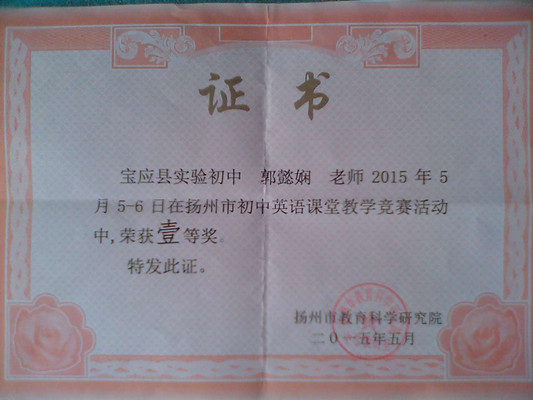 证 书
宝应县实验初中 郭懿娴 老师 2015 年 5
月 5-6 日在扬州市初中英语课堂教学竞赛活动
中,荣获壹等奖。
特发此证。
扬州市教育科学研究院
二〇一五年五月